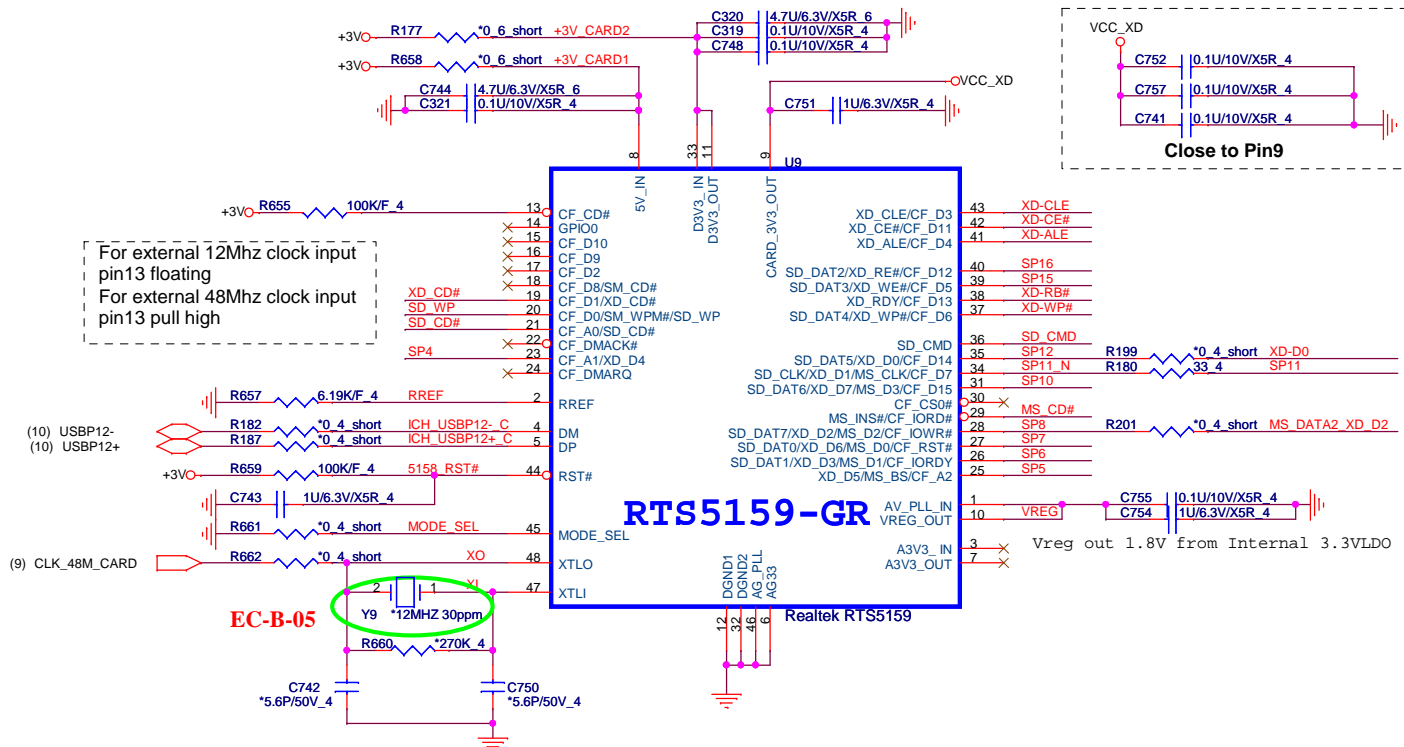 +3V R177 *0_6_short +3V_CARD2
+3V R658 *0_6_short +3V_CARD1
C744 4.7U/6.3V/X5R_6
C321 0.1U/10V/X5R_4
C320 4.7U/6.3V/X5R_6
C319 0.1U/10V/X5R_4
C748 0.1U/10V/X5R_4
VCC_XD
C751 1U/6.3V/X5R_4
VCC_XD
C752 0.1U/10V/X5R_4
C757 0.1U/10V/X5R_4
C741 0.1U/10V/X5R_4
Close to Pin9
U9
8 5V_IN
33 D3V3_IN
11 D3V3_OUT
9 CARD_3V3_OUT
+3V R655 100K/F_4
For external 12Mhz clock input
pin13 floating
For external 48Mhz clock input
pin13 pull high
13 CF_CD#
14 GPIO0
15 CF_D10
16 CF_D9
17 CF_D2
18 CF_D8/SM_CD#
XD_CD# 19 CF_D1/XD_CD#
SD_WP 20 CF_D0/SM_WPM#/SD_WP
SD_CD# 21 CF_A0/SD_CD#
22 CF_DMACK#
SP4 23 CF_A1/XD_D4
24 CF_DMARQ
R657 6.19K/F_4 RREF 2 RREF
(10) USBP12- R182 *0_4_short ICH_USBP12-_C 4 DM
(10) USBP12+ R187 *0_4_short ICH_USBP12+_C 5 DP
+3V R659 100K/F_4 5158_RST# 44 RST#
C743 1U/6.3V/X5R_4
R661 *0_4_short MODE_SEL 45 MODE_SEL
(9) CLK_48M_CARD R662 *0_4_short XO 48 XTLO
2 1 XI 47 XTLI
EC-B-05
Y9 *12MHZ 30ppm
R660 *270K_4
C742
*5.6P/50V_4
C750
*5.6P/50V_4
XD_CLE/CF_D3 43 XD-CLE
XD_CE#/CF_D11 42 XD-CE#
XD_ALE/CF_D4 41 XD-ALE
SD_DAT2/XD_RE#/CF_D12 40 SP16
SD_DAT3/XD_WE#/CF_D5 39 SP15
XD_RDY/CF_D13 38 XD-RB#
SD_DAT4/XD_WP#/CF_D6 37 XD-WP#
SD_CMD 36 SD_CMD
SD_DAT5/XD_D0/CF_D14 35 SP12 R199 *0_4_short XD-D0
SD_CLK/XD_D1/MS_CLK/CF_D7 34 SP11_N R180 33_4 SP11
SD_DAT6/XD_D7/MS_D3/CF_D15 31 SP10
CF_CS0# 30
MS_INS#/CF_IORD# 29 MS_CD#
SD_DAT7/XD_D2/MS_D2/CF_IOWR# 28 SP8 R201 *0_4_short MS_DATA2_XD_D2
SD_DAT0/XD_D6/MS_D0/CF_RST# 27 SP7
SD_DAT1/XD_D3/MS_D1/CF_IORDY 26 SP6
XD_D5/MS_BS/CF_A2 25 SP5
RTS5159-GR
AV_PLL_IN 1
VREG_OUT 10 VREG
C755 0.1U/10V/X5R_4
C754 1U/6.3V/X5R_4
Vreg out 1.8V from Internal 3.3VLDO
A3V3_IN 3
A3V3_OUT 7
DGND1 12
DGND2 32
AG_PLL 46
AG33 6
Realtek RTS5159